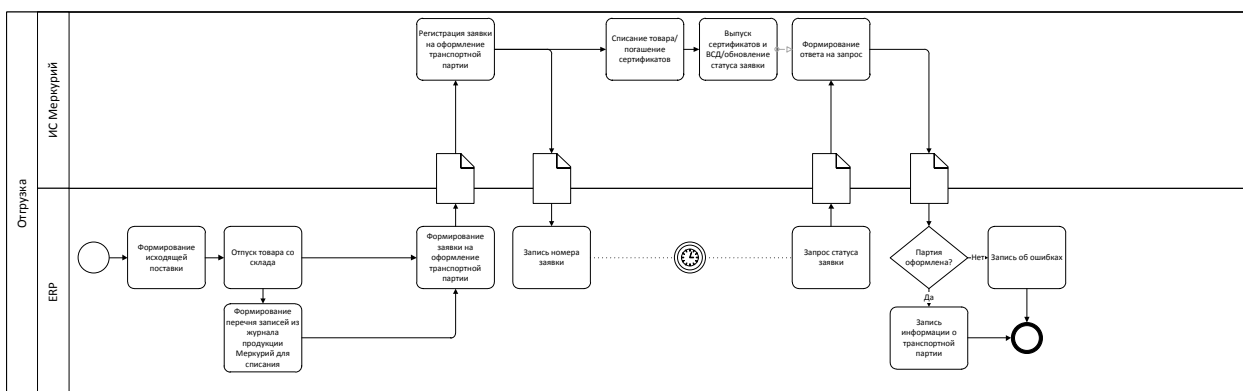 Отгрузка
ИС Меркурий
Регистрация заявки
на оформление
транспортной
партии
Списание товара/
погашение
сертификатов
Выпуск
сертификатов и
ВСД/обновление
статуса заявки
Формирование
ответа на запрос
ERP
Формирование
исходящей
поставки
Отпуск товара со
склада
Формирование
перечня записей из
журнала
продукции
Меркурий для
списания
Формирование
заявки на
оформление
транспортной
партии
Запись номера
заявки
Запрос статуса
заявки
Партия
оформлена?
Нет
Запись об ошибках
Да
Запись
информации о
транспортной
партии